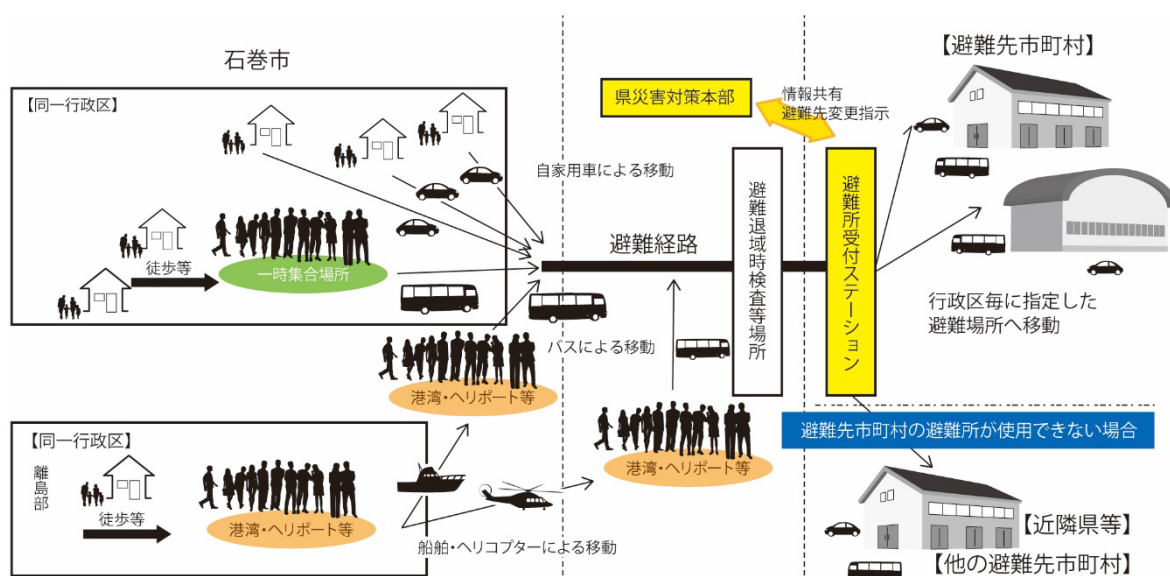 石巻市
【同一行政区】
徒歩等
一時集合場所
自家用車による移動
バスによる移動
港湾・ヘリポート等
【同一行政区】
離島部
徒歩等
港湾・ヘリポート等
船舶・ヘリコプターによる移動
県災害対策本部
情報共有
避難先変更指示
避難経路
港湾・ヘリポート等
避難退域時検査等場所
避難所受付ステーション
【避難先市町村】
行政区毎に指定した
避難場所へ移動
避難先市町村の避難所が使用できない場合
【近隣県等】
【他の避難先市町村】